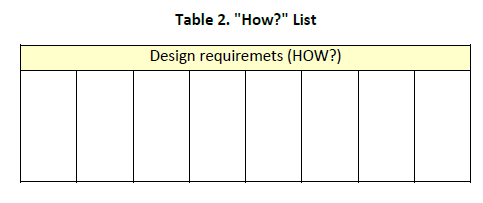 Table 2. "How?" List
Design requiremets (HOW?)